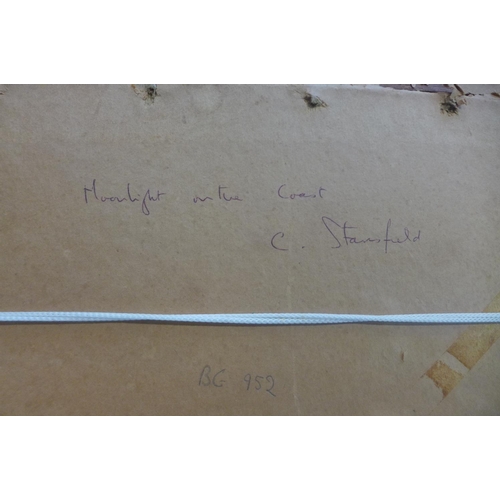 Moonlight on the Coast
C. Stansfield
BG 952